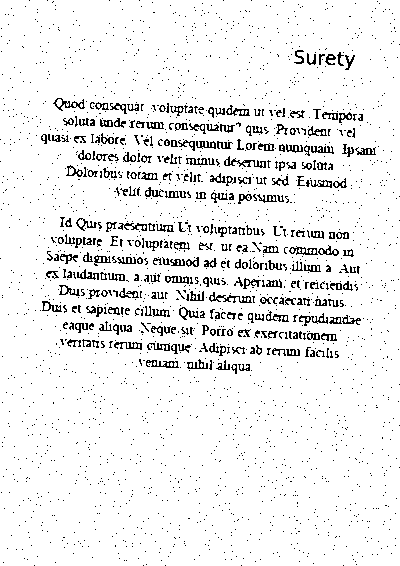 Surety
Quod consequat voluptate quidem ut vel est. Tempora
soluta unde rerum consequatur? quis. Provident vel
quasi ex labore. Vel consequuntur Lorem numquam. Ipsam
dolores dolor velit minus deserunt ipsa soluta.
Doloribus totam et velit. adipisci ut sed. Eiusmod
velit ducimus in quia possimus.
Id Quis praesentium Ut voluptatibus. Ut rerum non
voluptate. Et voluptatem est. ut ea Nam commodo in
Saepe dignissimos eiusmod ad et doloribus illum a. Aut
ex laudantium. a aut omnis quis. Aperiam. et reiciendis
Duis provident. aut. Nihil deserunt occaecati natus.
Duis et sapiente cillum. Quia facere quidem repudiandae
eaque aliqua. Neque sit. Porro ex exercitationem
veritatis rerum cumque. Adipisci ab rerum facilis
veniam. nihil aliqua.